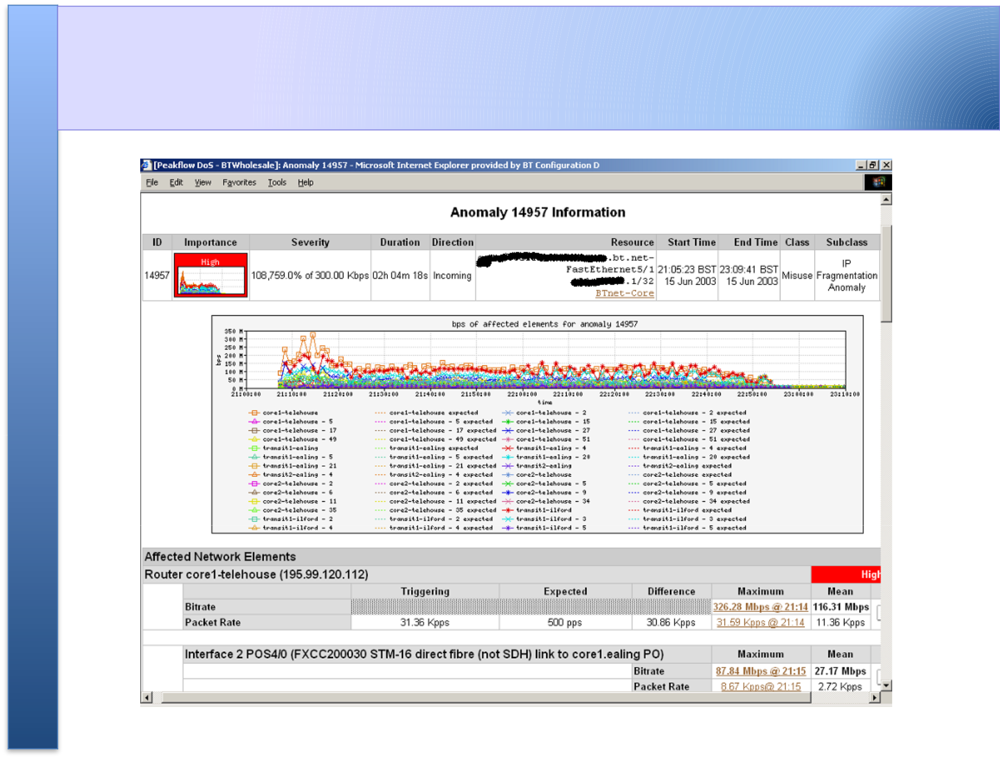 [Peakflow DoS - BTWholesale]: Anomaly 14957 - Microsoft Internet Explorer provided by BT Configuration D
File Edit View Favorites Tools Help
Anomaly 14957 Information
ID Importance Severity Duration Direction Resource Start Time End Time Class Subclass
14957 High 108,759.0% of 300.00 Kbps 02h 04m 18s Incoming .bt.net-FastEthernet5/1 .1/32 BTnet-Core 21:05:23 BST 15 Jun 2003 23:09:41 BST 15 Jun 2003 Misuse IP Fragmentation Anomaly
bps of affected elements for anomaly 14957
350 M
300 M
250 M
200 M
150 M
100 M
50 M
0 M
bps
21:00:00 21:10:00 21:20:00 21:30:00 21:40:00 21:50:00 22:00:00 22:10:00 22:20:00 22:30:00 22:40:00 22:50:00 23:00:00 23:10:00
time
core1-telehouse core1-telehouse expected core1-telehouse - 2 core1-telehouse - 2 expected
core1-telehouse - 5 core1-telehouse - 5 expected core1-telehouse - 15 core1-telehouse - 15 expected
core1-telehouse - 17 core1-telehouse - 17 expected core1-telehouse - 27 core1-telehouse - 27 expected
core1-telehouse - 49 core1-telehouse - 49 expected core1-telehouse - 51 core1-telehouse - 51 expected
transit1-ealing transit1-ealing expected transit1-ealing - 4 transit1-ealing - 4 expected
transit1-ealing - 5 transit1-ealing - 5 expected transit1-ealing - 20 transit1-ealing - 20 expected
transit1-ealing - 21 transit1-ealing - 21 expected transit2-ealing transit2-ealing expected
transit2-ealing - 4 transit2-ealing - 4 expected core2-telehouse core2-telehouse expected
core2-telehouse - 2 core2-telehouse - 2 expected core2-telehouse - 5 core2-telehouse - 5 expected
core2-telehouse - 6 core2-telehouse - 6 expected core2-telehouse - 9 core2-telehouse - 9 expected
core2-telehouse - 11 core2-telehouse - 11 expected core2-telehouse - 34 core2-telehouse - 34 expected
core2-telehouse - 35 core2-telehouse - 35 expected transit1-ilford transit1-ilford expected
transit1-ilford - 2 transit1-ilford - 2 expected transit1-ilford - 3 transit1-ilford - 3 expected
transit1-ilford - 4 transit1-ilford - 4 expected transit1-ilford - 5 transit1-ilford - 5 expected
Affected Network Elements
Router core1-telehouse (195.99.120.112) High
Triggering Expected Difference Maximum Mean
Bitrate 326.28 Mbps @ 21:14 116.31 Mbps
Packet Rate 31.36 Kpps 500 pps 30.86 Kpps 31.59 Kpps @ 21:14 11.36 Kpps
Interface 2 POS4/0 (FXCC200030 STM-16 direct fibre (not SDH) link to core1.ealing PO) Maximum Mean
Bitrate 87.84 Mbps @ 21:15 27.17 Mbps
Packet Rate 8.67 Kpps@ 21:15 2.72 Kpps